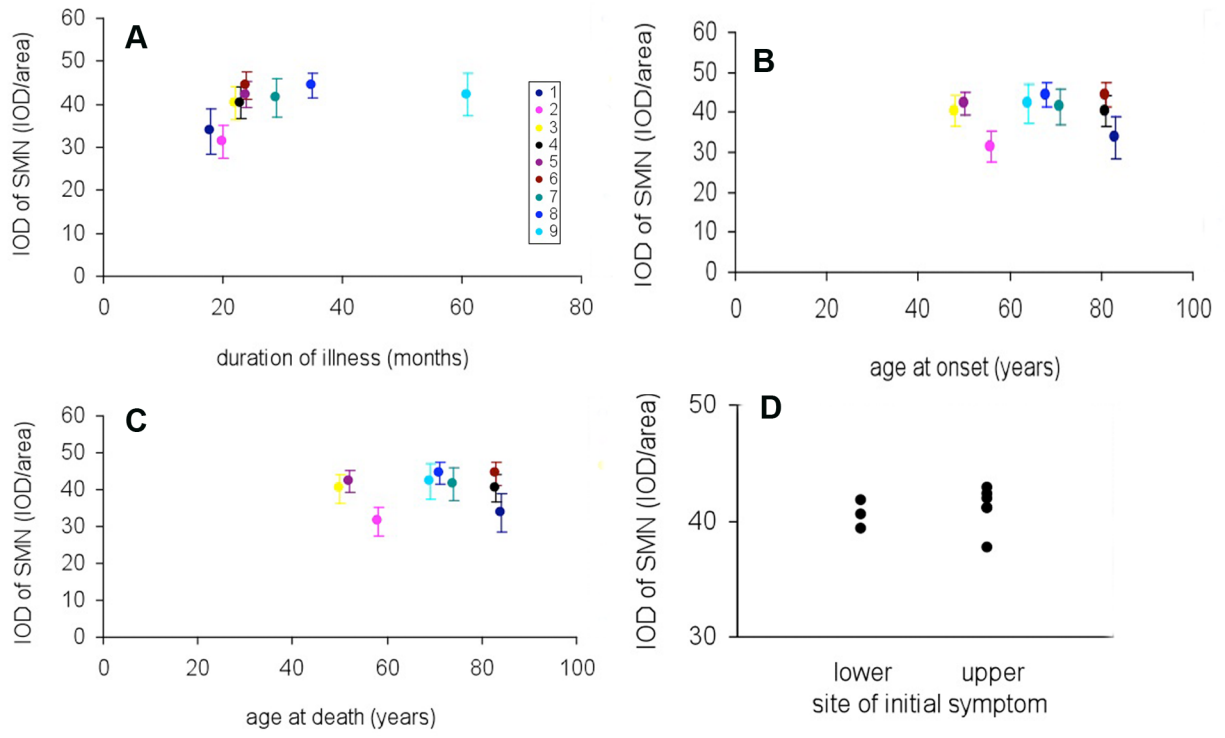 A
IOD of SMN (IOD/area)
60
50
40
30
20
10
0
0 20 40 60 80
duration of illness (months)
1
2
3
4
5
6
7
8
9
B
IOD of SMN (IOD/area)
60
50
40
30
20
10
0
0 20 40 60 80 100
age at onset (years)
C
IOD of SMN (IOD/area)
60
50
40
30
20
10
0
0 20 40 60 80 100
age at death (years)
D
IOD of SMN (IOD/area)
50
40
30
lower upper
site of initial symptom